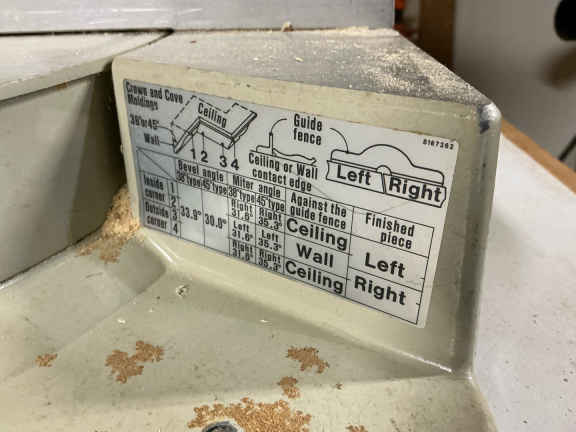 Crown and Cove
Moldings
38°or45°
Wall
Ceiling
1 2 3 4
Guide
fence
Ceiling or Wall
contact edge
Left Right
8167392
Bevel angle Miter angle Against the guide fence Finished piece
38°type 45°type 38°type 45°type
Inside corner 1 33.9° 30.0° Right 31.6° Right 35.3° Ceiling Left
2 Left 31.6° Left 35.3° Wall
Outside corner 3 Right
4 Right 31.6° Right 35.3° Ceiling